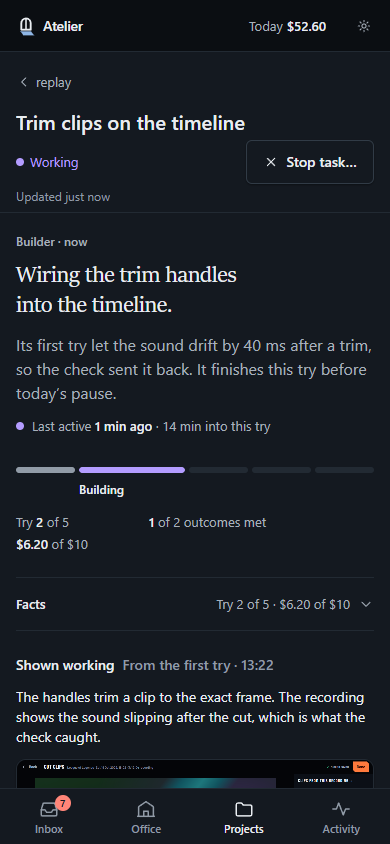 Atelier
Today $52.60
replay
Trim clips on the timeline
Working
Stop task...
Updated just now
Builder · now
Wiring the trim handles
into the timeline.
Its first try let the sound drift by 40 ms after a trim,
so the check sent it back. It finishes this try before
today’s pause.
Last active 1 min ago · 14 min into this try
Building
Try 2 of 5
1 of 2 outcomes met
$6.20 of $10
Facts
Try 2 of 5 · $6.20 of $10
Shown working From the first try · 13:22
The handles trim a clip to the exact frame. The recording
shows the sound slipping after the cut, which is what the
check caught.
CUT CLIPS
7
Inbox
Office
Projects
Activity